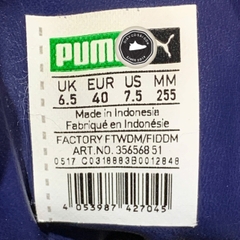 PUMA
UK EUR US MM
6.5 40 7.5 255
Made in Indonesia
Fabriqué en Indonésie
FACTORY FTWDM/FIDDM
ART.NO. 356568 51
0517 C0318883B0012848
4 053987 427045